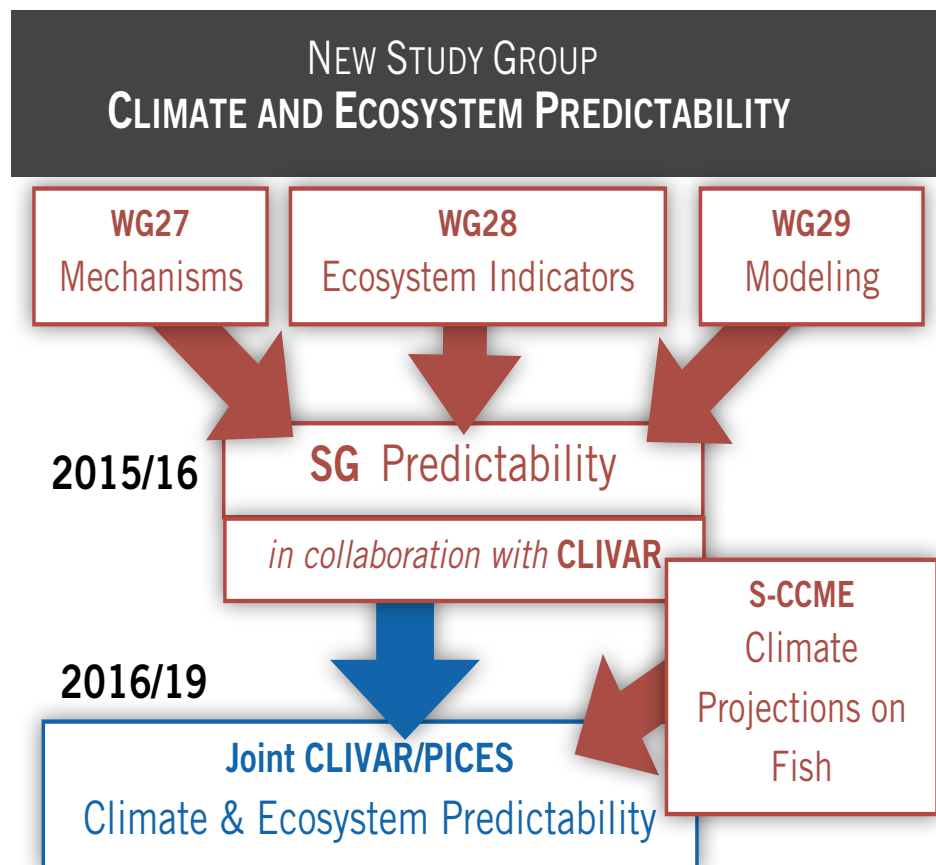 NEW STUDY GROUP
CLIMATE AND ECOSYSTEM PREDICTABILITY
WG27
Mechanisms
WG28
Ecosystem Indicators
WG29
Modeling
2015/16
SG Predictability
in collaboration with CLIVAR
S-CCME
Climate
Projections on
Fish
2016/19
Joint CLIVAR/PICES
Climate & Ecosystem Predictability